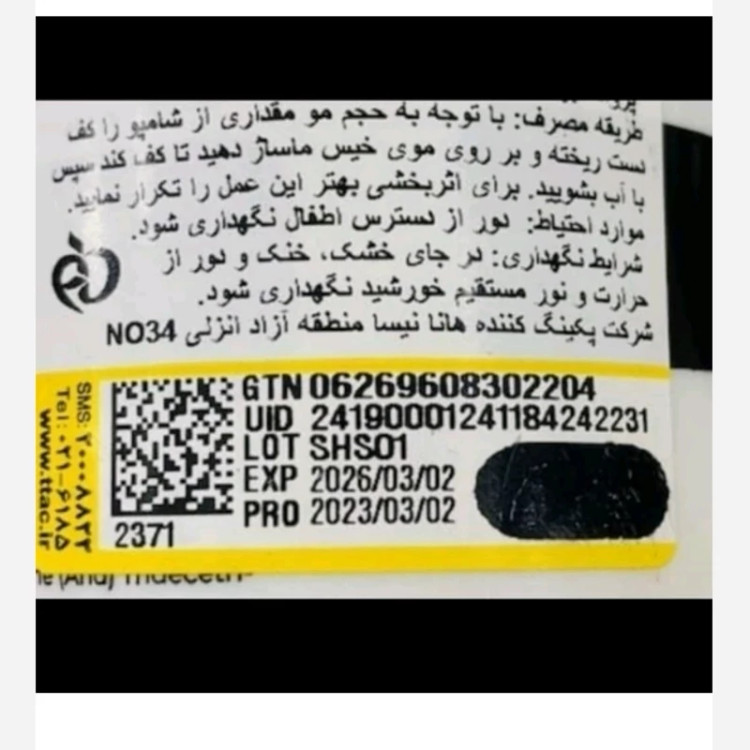 طریقه مصرف: با توجه به حجم مو مقداری از شامپو را کف
دست ریخته و بر روی موی خیس ماساژ دهید تا کف کند سپس
با آب بشویید. برای اثربخشی بهتر این عمل را تکرار نمایید.
موارد احتیاط: دور از دسترس اطفال نگهداری شود.
شرایط نگهداری: در جای خشک، خنک و دور از
حرارت و نور مستقیم خورشید نگهداری شود.
شرکت پکینگ کننده هانا نیسا منطقه آزاد انزلی NO34
GTN 06269608302204
UID 24190001241184242231
LOT SHS01
EXP 2026/03/02
PRO 2023/03/02
2371
SMS: ۲۰۰۰۸۸۲۲
Tel: ۰۲۱-۶۱۸۵
www.ttac.ir